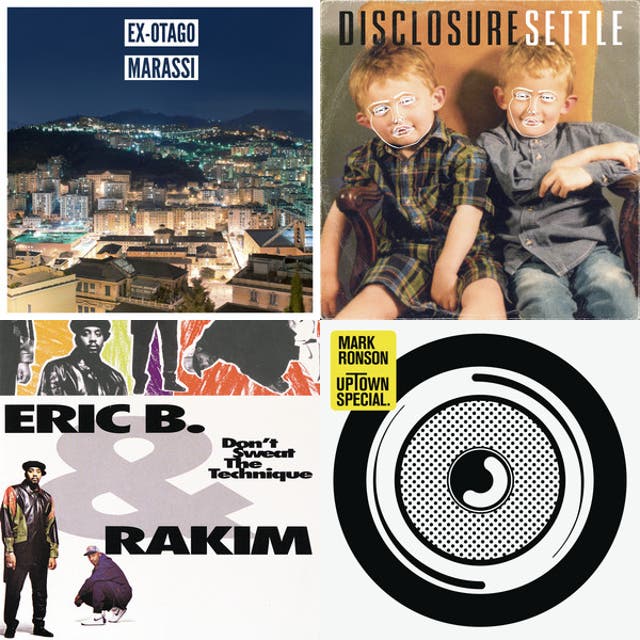 EX-OTAGO
MARASSI
DISCLOSURE SETTLE
ERIC B.
&
Don't
Sweat
The
Technique
RAKIM
MARK
RONSON
UPTOWN
SPECIAL.